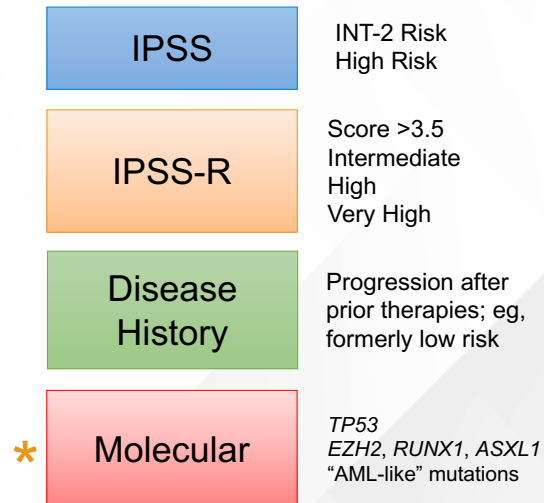 IPSS
INT-2 Risk
High Risk
IPSS-R
Score >3.5
Intermediate
High
Very High
Disease
History
Progression after
prior therapies; eg,
formerly low risk
*
Molecular
TP53
EZH2, RUNX1, ASXL1
“AML-like” mutations